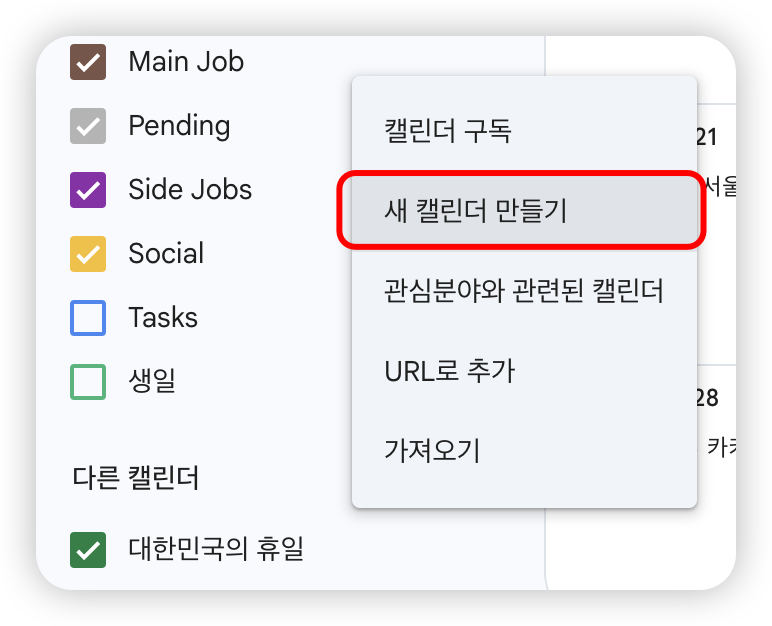 Main Job
Pending
Side Jobs
Social
Tasks
생일
다른 캘린더
대한민국의 휴일
캘린더 구독
새 캘린더 만들기
관심분야와 관련된 캘린더
URL로 추가
가져오기
21
서울
28